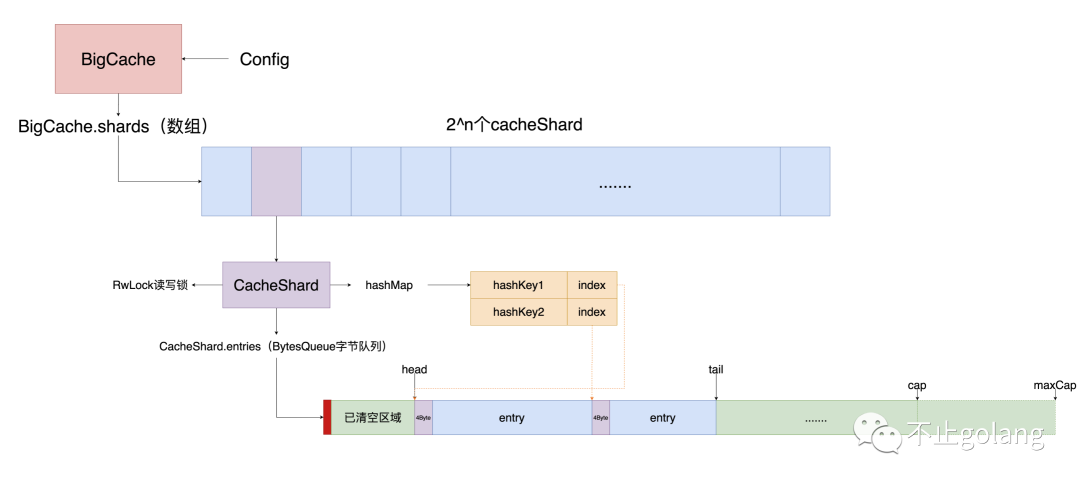 BigCache
Config
BigCache.shards（数组）
2^n个cacheShard
.......
RwLock读写锁
CacheShard
hashMap
hashKey1
index
hashKey2
index
CacheShard.entries（BytesQueue字节队列）
head
tail
cap
maxCap
已清空区域
4Byte
entry
4Byte
entry
.......
不止golang